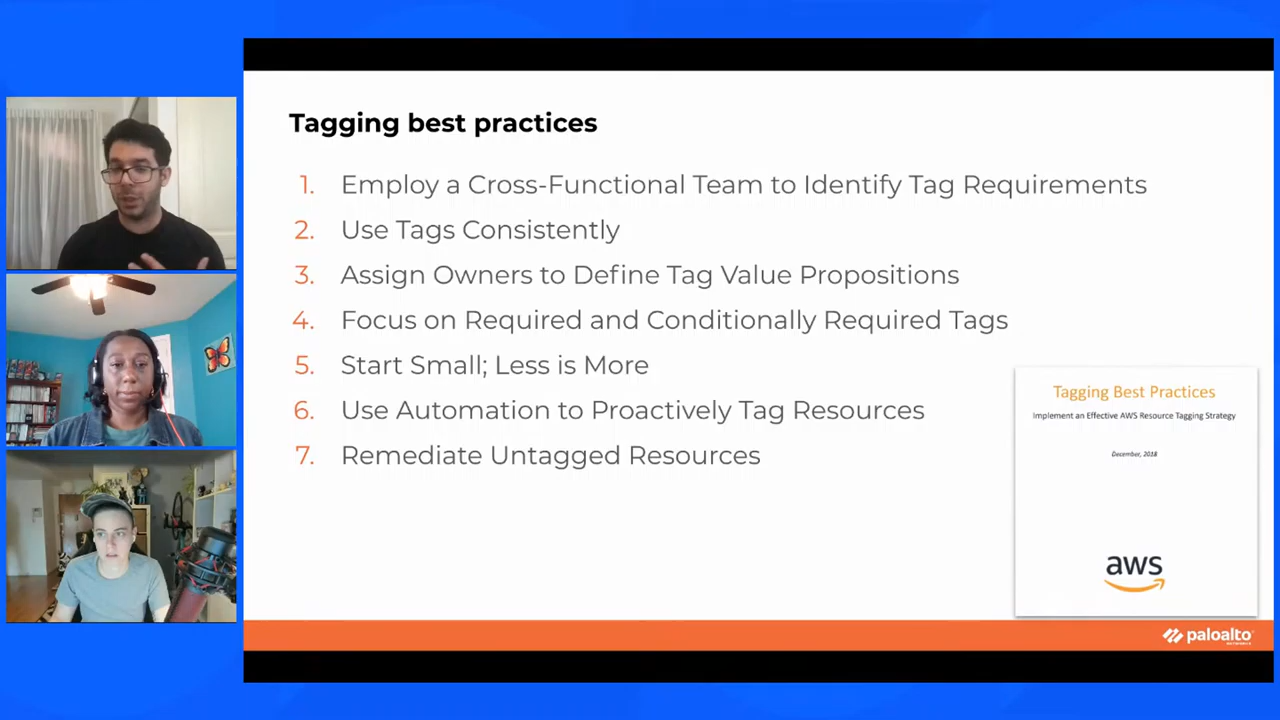 Tagging best practices
1. Employ a Cross-Functional Team to Identify Tag Requirements
2. Use Tags Consistently
3. Assign Owners to Define Tag Value Propositions
4. Focus on Required and Conditionally Required Tags
5. Start Small; Less is More
6. Use Automation to Proactively Tag Resources
7. Remediate Untagged Resources
Tagging Best Practices
Implement an Effective AWS Resource Tagging Strategy
December, 2018
aws
paloalto
NETWORKS